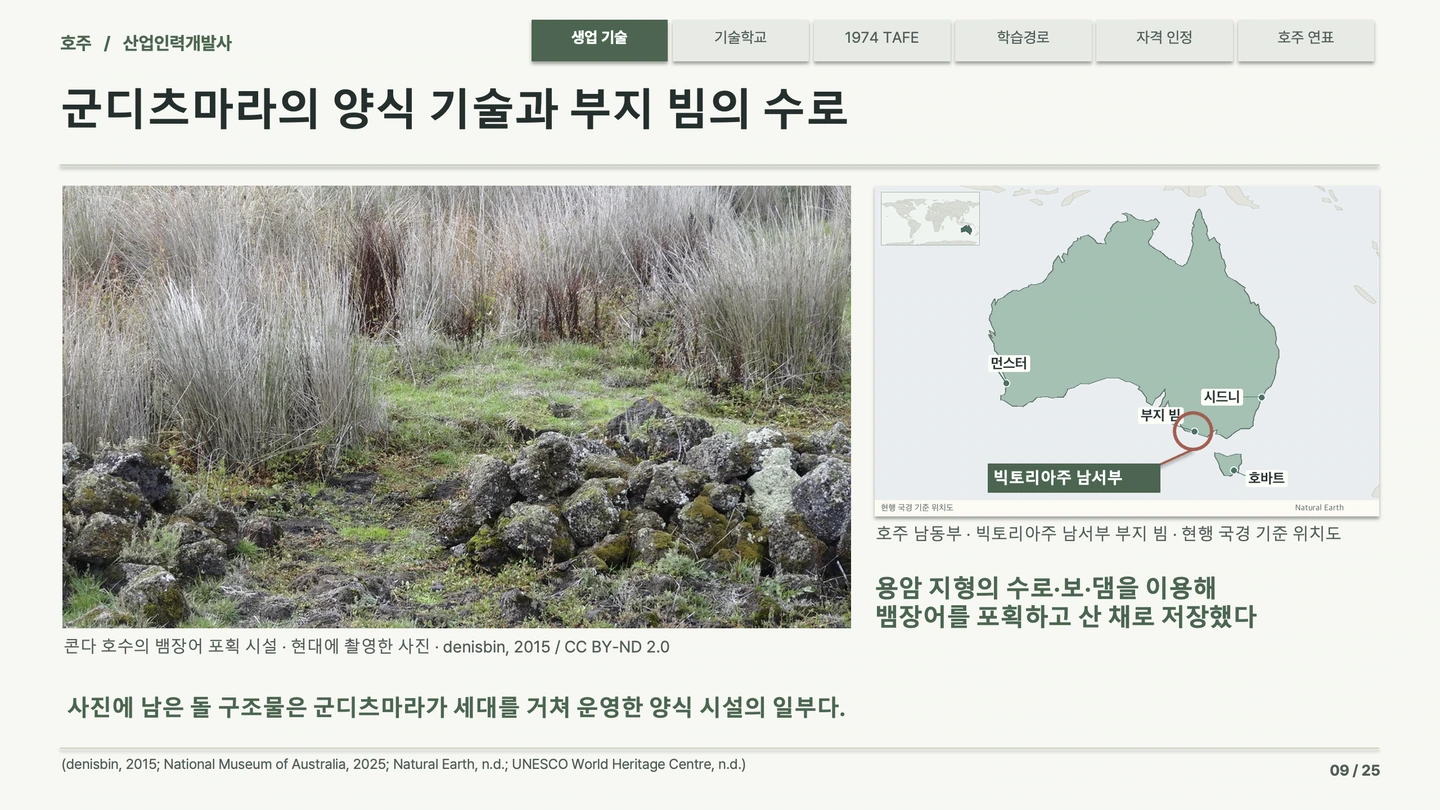 호주 / 산업인력개발사
생업 기술
기술학교
1974 TAFE
학습경로
자격 인정
호주 연표
군디츠마라의 양식 기술과 부지 빔의 수로
먼스터
시드니
부지 빔
빅토리아주 남서부
호바트
현행 국경 기준 위치도
Natural Earth
호주 남동부 · 빅토리아주 남서부 부지 빔 · 현행 국경 기준 위치도
용암 지형의 수로·보·댐을 이용해
뱀장어를 포획하고 산 채로 저장했다
콘다 호수의 뱀장어 포획 시설 · 현대에 촬영한 사진 · denisbin, 2015 / CC BY-ND 2.0
사진에 남은 돌 구조물은 군디츠마라가 세대를 거쳐 운영한 양식 시설의 일부다.
(denisbin, 2015; National Museum of Australia, 2025; Natural Earth, n.d.; UNESCO World Heritage Centre, n.d.)
09 / 25